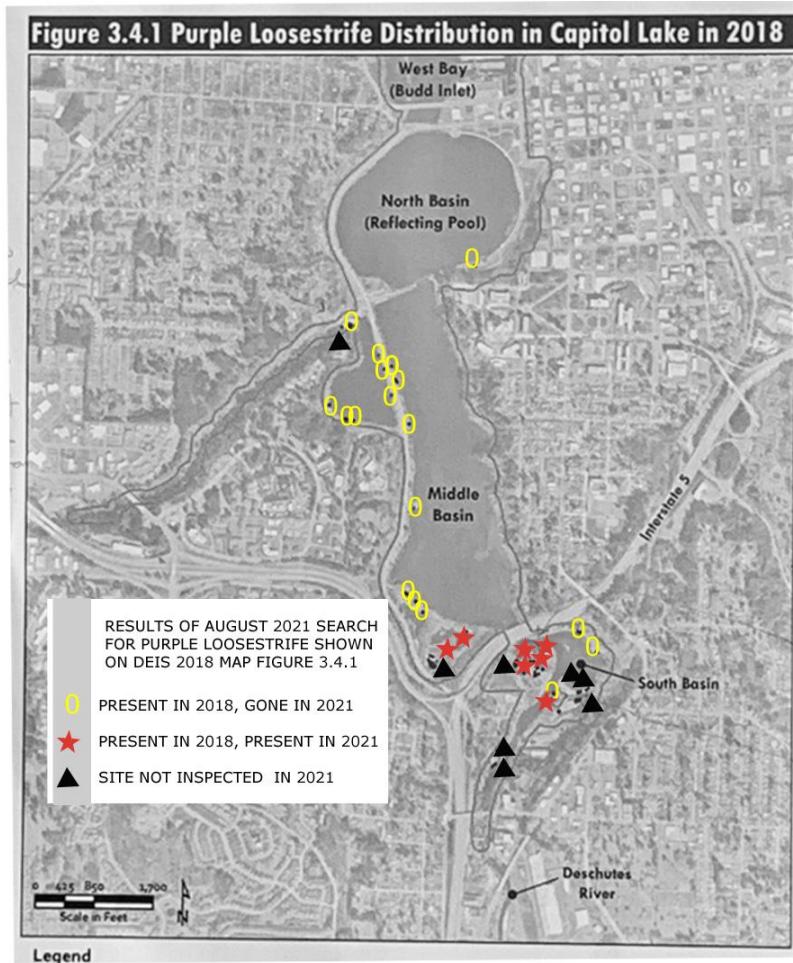 Figure 3.4.1 Purple Loosestrife Distribution in Capitol Lake in 2018
West Bay
(Budd Inlet)
North Basin
(Reflecting Pool)
Middle
Basin
Interstate 5
RESULTS OF AUGUST 2021 SEARCH
FOR PURPLE LOOSESTRIFE SHOWN
ON DEIS 2018 MAP FIGURE 3.4.1
0 PRESENT IN 2018, GONE IN 2021
PRESENT IN 2018, PRESENT IN 2021
SITE NOT INSPECTED IN 2021
South Basin
Deschutes
River
0 425 850 1,700
Scale in Feet
N
Legend